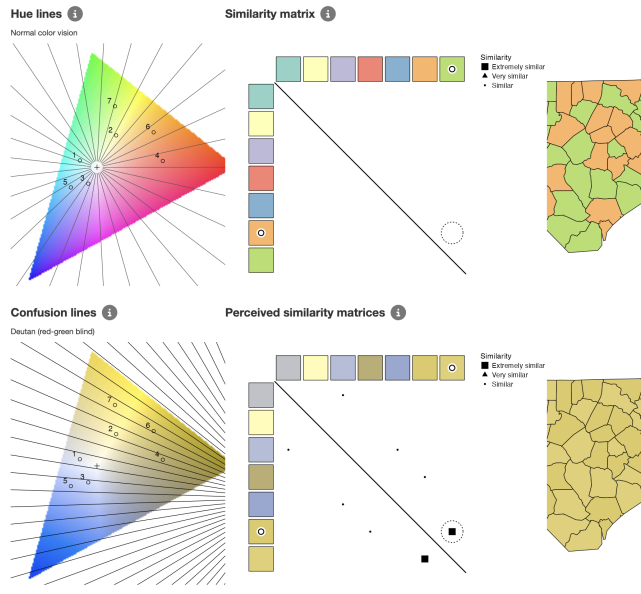 Hue lines i
Similarity matrix i
Normal color vision
Similarity
Extremely similar
Very similar
Similar
7
2
6
1
4
5
3
Confusion lines i
Perceived similarity matrices i
Deutan (red-green blind)
Similarity
Extremely similar
Very similar
Similar
7
2
6
1
4
5
3